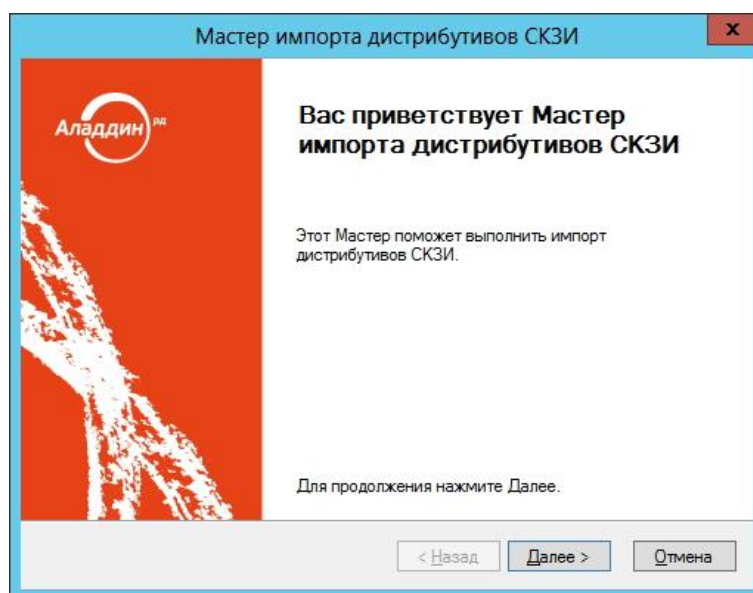 Мастер импорта дистрибутивов СКЗИ
x
Аладдин РД
Вас приветствует Мастер
импорта дистрибутивов СКЗИ
Этот Мастер поможет выполнить импорт
дистрибутивов СКЗИ.
Для продолжения нажмите Далее.
< Назад
Далее >
Отмена